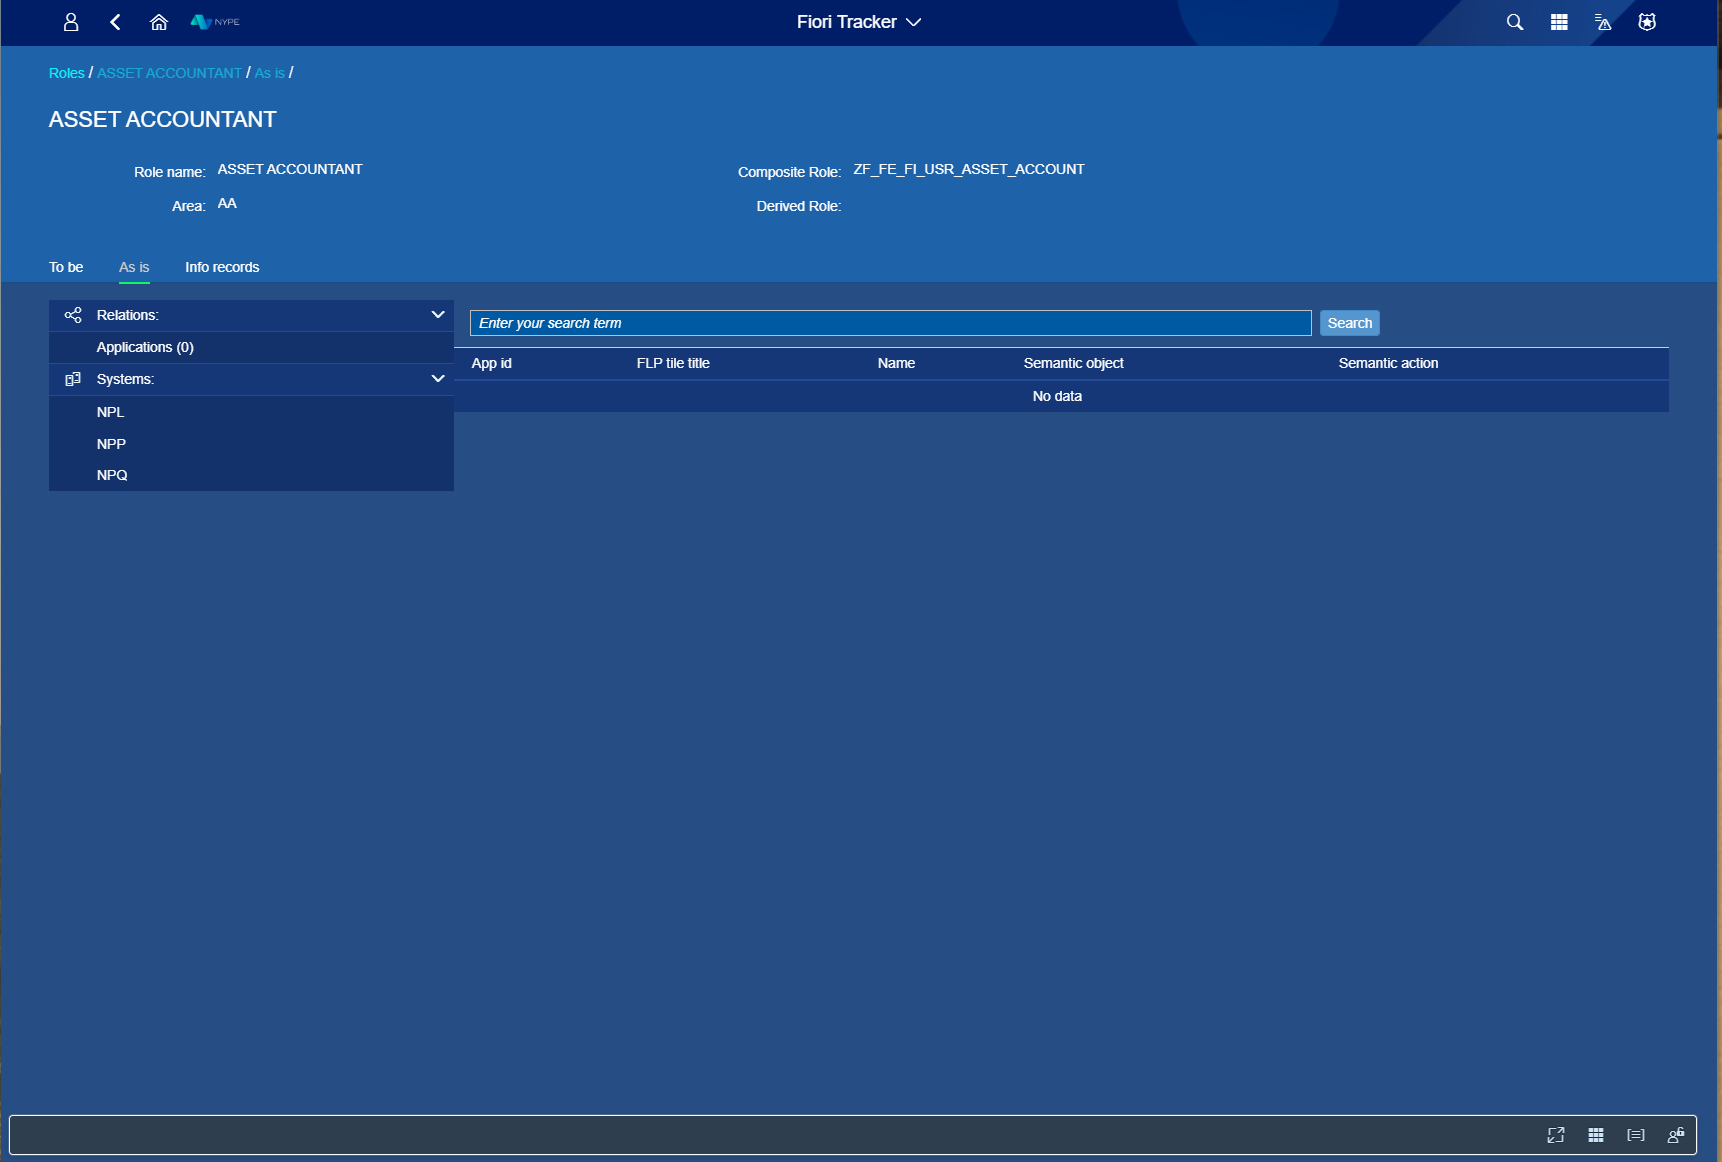 NYPE
Fiori Tracker
Roles / ASSET ACCOUNTANT / As is /
ASSET ACCOUNTANT
Role name: ASSET ACCOUNTANT
Composite Role: ZF_FE_FI_USR_ASSET_ACCOUNT
Area: AA
Derived Role:
To be As is Info records
Relations:
Applications (0)
Systems:
NPL
NPP
NPQ
Enter your search term
Search
App id FLP tile title Name Semantic object Semantic action
No data